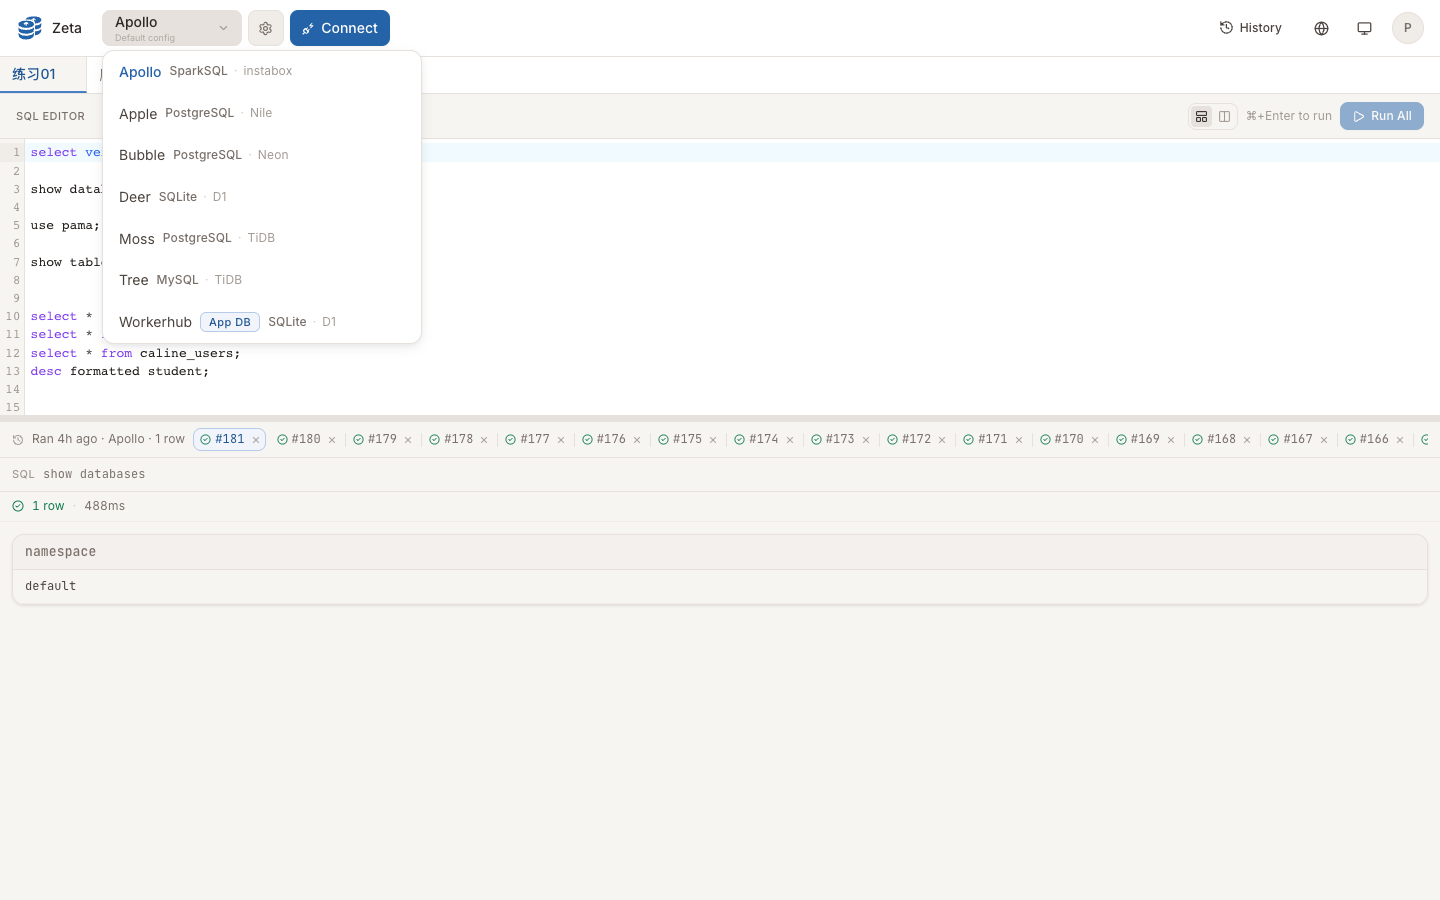 Zeta
Apollo
Default config
Connect
History
P
练习01
Apollo SparkSQL · instabox
Apple PostgreSQL · Nile
Bubble PostgreSQL · Neon
Deer SQLite · D1
Moss PostgreSQL · TiDB
Tree MySQL · TiDB
Workerhub App DB SQLite · D1
SQL EDITOR
⌘+Enter to run
Run All
1 select
2
3 show
4
5 use pama;
6
7 show
8
9
10 select *
11 select *
12 select * from caline_users;
13 desc formatted student;
14
15
Ran 4h ago · Apollo · 1 row #181 × #180 × #179 × #178 × #177 × #176 × #175 × #174 × #173 × #172 × #171 × #170 × #169 × #168 × #167 × #166 ×
SQL show databases
1 row · 488ms
namespace
default